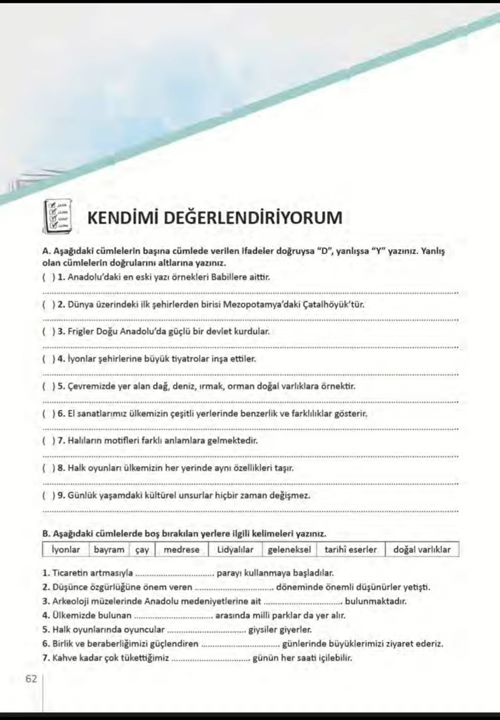 KENDİMİ DEĞERLENDİRİYORUM
A. Aşağıdaki cümlelerin başına cümlede verilen ifadeler doğruysa “D”, yanlışsa “Y” yazınız. Yanlış
olan cümlelerin doğrularını altlarına yazınız.
( ) 1. Anadolu’daki en eski yazı örnekleri Babillere aittir.
( ) 2. Dünya üzerindeki ilk şehirlerden birisi Mezopotamya’daki Çatalhöyük’tür.
( ) 3. Frigler Doğu Anadolu’da güçlü bir devlet kurdular.
( ) 4. İyonlar şehirlerine büyük tiyatrolar inşa ettiler.
( ) 5. Çevremizde yer alan dağ, deniz, ırmak, orman doğal varlıklara örnektir.
( ) 6. El sanatlarımız ülkemizin çeşitli yerlerinde benzerlik ve farklılıklar gösterir.
( ) 7. Halıların motifleri farklı anlamlara gelmektedir.
( ) 8. Halk oyunları ülkemizin her yerinde aynı özellikleri taşır.
( ) 9. Günlük yaşamdaki kültürel unsurlar hiçbir zaman değişmez.
B. Aşağıdaki cümlelerde boş bırakılan yerlere ilgili kelimeleri yazınız.
İyonlar bayram çay medrese Lidyalılar geleneksel tarihî eserler doğal varlıklar
1. Ticaretin artmasıyla .............................. parayı kullanmaya başladılar.
2. Düşünce özgürlüğüne önem veren .............................. döneminde önemli düşünürler yetişti.
3. Arkeoloji müzelerinde Anadolu medeniyetlerine ait .............................. bulunmaktadır.
4. Ülkemizde bulunan .............................. arasında milli parklar da yer alır.
5. Halk oyunlarında oyuncular .............................. giysiler giyerler.
6. Birlik ve beraberliğimizi güçlendiren .............................. günlerinde büyüklerimizi ziyaret ederiz.
7. Kahve kadar çok tükettiğimiz .............................. günün her saati içilebilir.
62